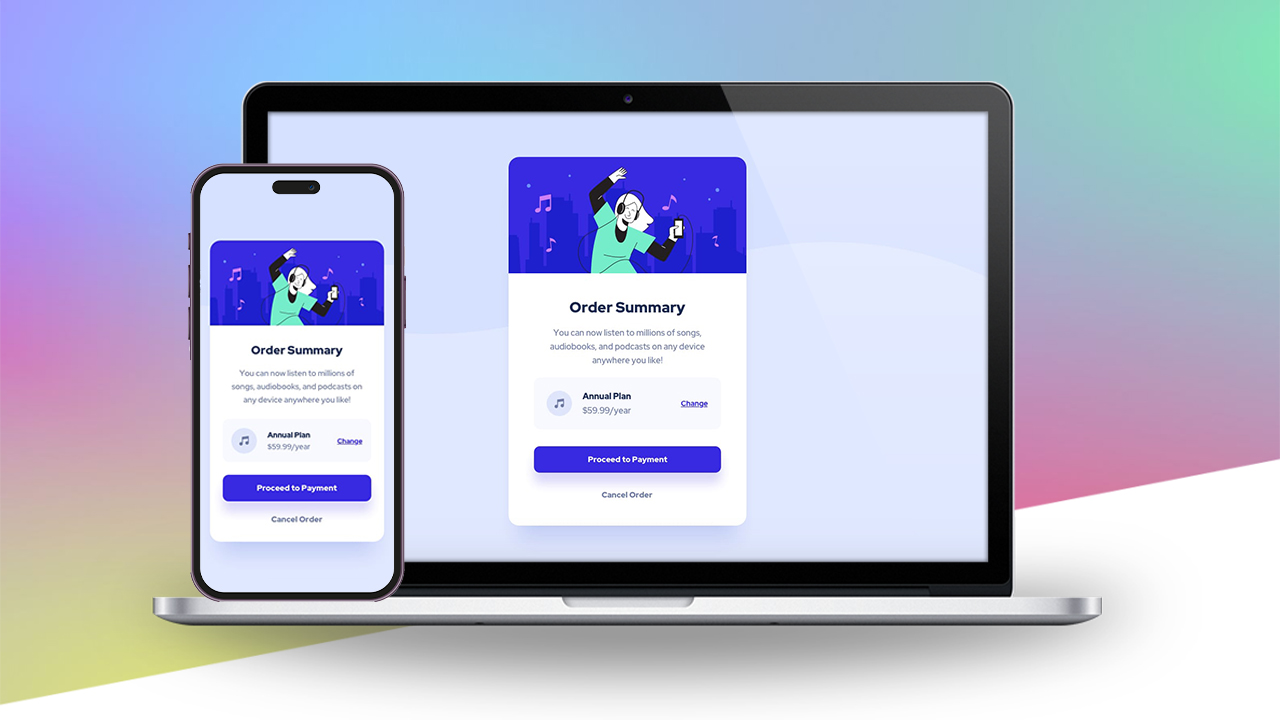 Order Summary
You can now listen to millions of
songs, audiobooks, and podcasts on
any device anywhere you like!
Annual Plan
$59.99/year
Change
Proceed to Payment
Cancel Order
Order Summary
You can now listen to millions of songs,
audiobooks, and podcasts on any device
anywhere you like!
Annual Plan
$59.99/year
Change
Proceed to Payment
Cancel Order